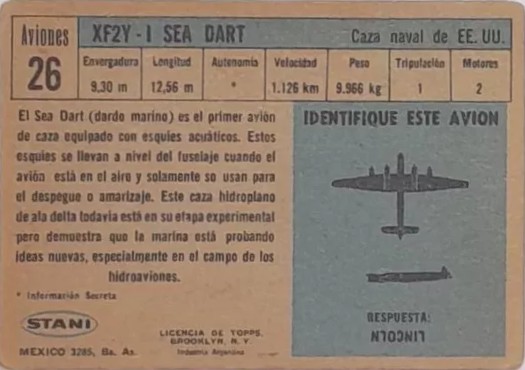 Aviones
26
XF2Y - I SEA DART
Caza naval de EE. UU.
Envergadura Longitud Autonomia Velocidad Peso Tripulación Motores
9,30 m 12,56 m * 1.126 km 9.966 kg 1 2
El Sea Dart (dardo marino) es el primer avión
de caza equipado con esquíes acuáticos. Estos
esquies se llevan a nivel del fuselaje cuando el
avión está en el aire y solamente so usan para
el despegue o amarizaje. Este caza hidroplano
de ala delta todavia está en su etapa experimental
pero demuestra que la marina está probando
ideas nuevas, especialmente en el campo de los
hidroaviones.
* Información Secreta
STANI
MEXICO 3285, Bs. As.
LICENCIA DE TOPPS.
BROOKLYN, N. Y.
Industria Argentina
IDENTIFIQUE ESTE AVION
RESPUESTA:
LINCOLN